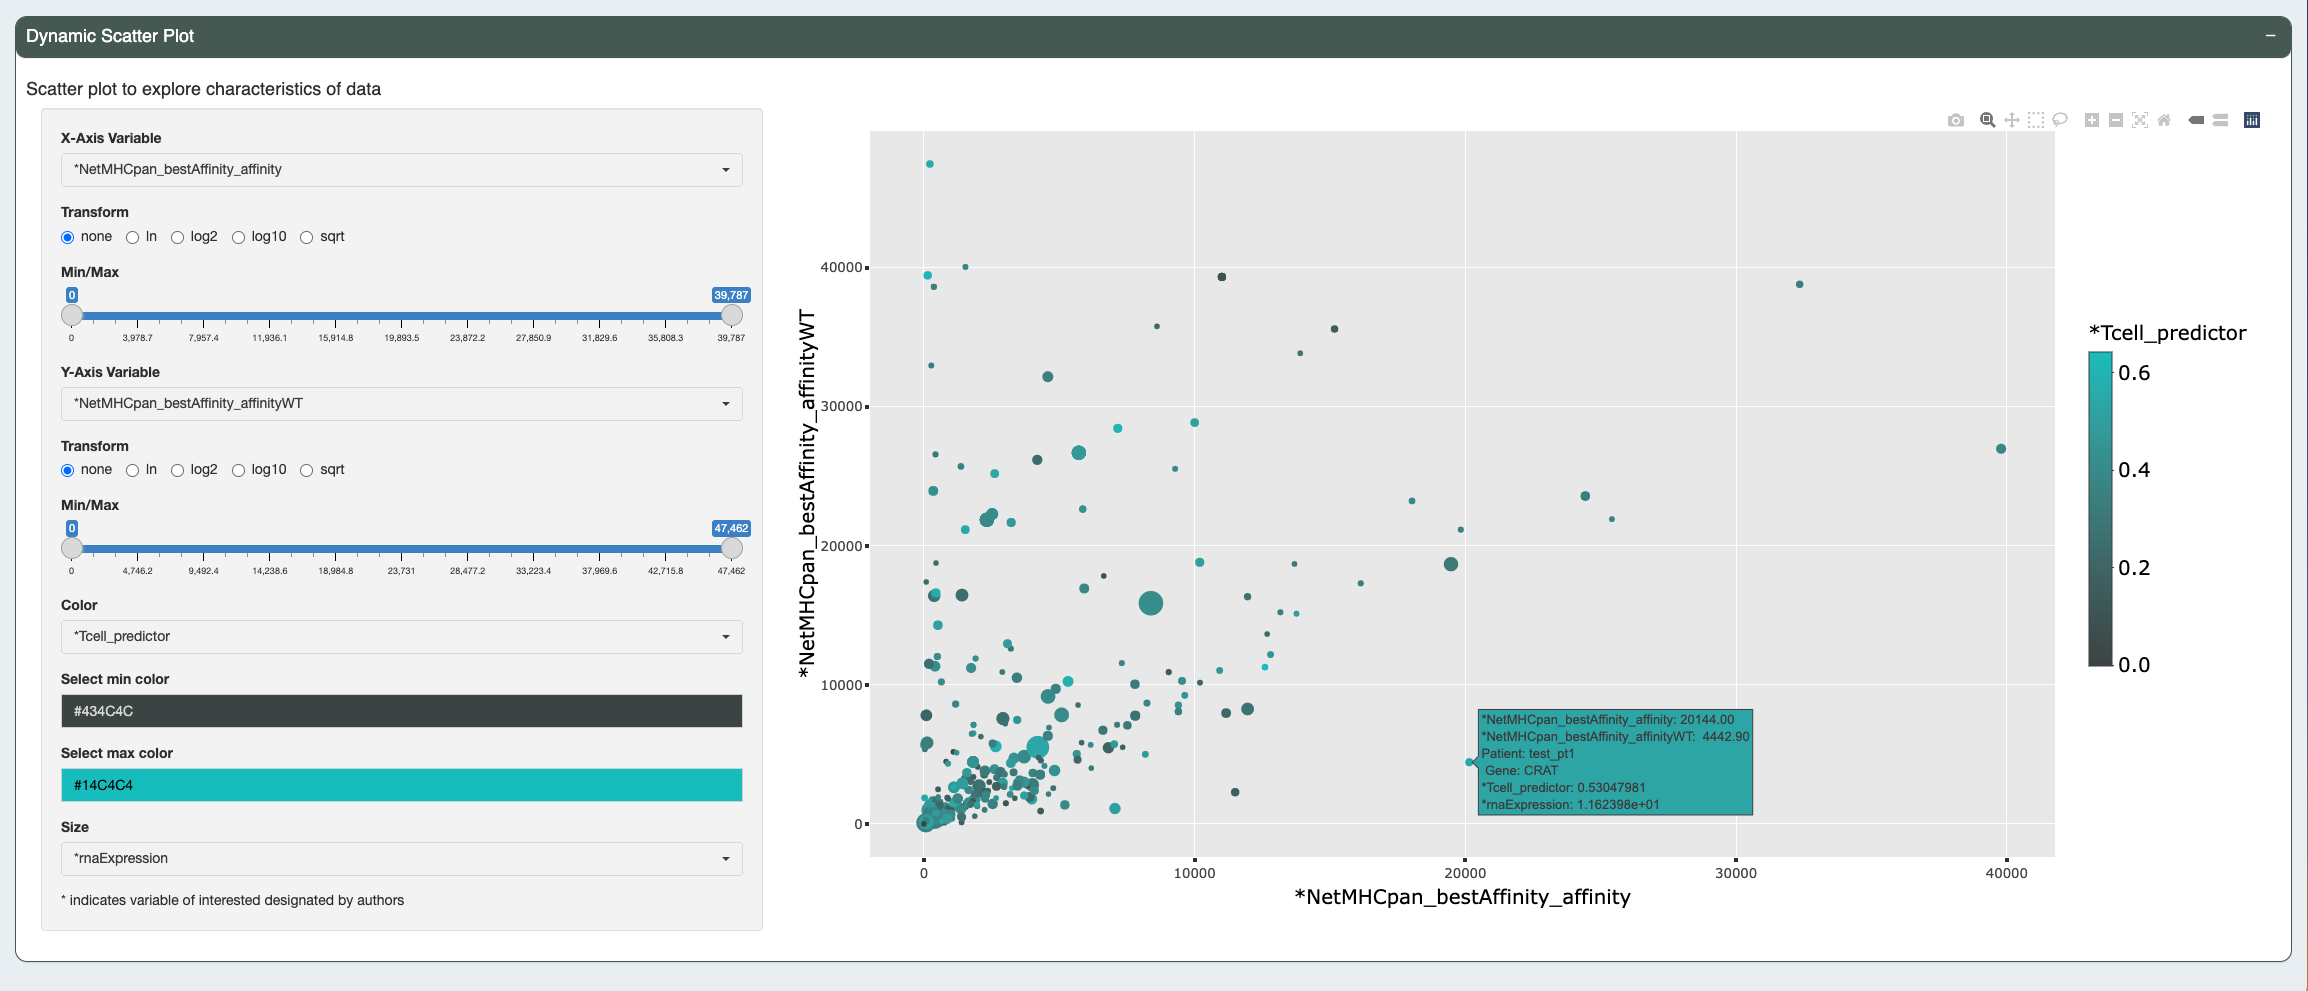 Dynamic Scatter Plot
Scatter plot to explore characteristics of data
X-Axis Variable
*NetMHCpan_bestAffinity_affinity
Transform
none ln log2 log10 sqrt
Min/Max
0 39,787
0 3,978.7 7,957.4 11,936.1 15,914.8 19,893.5 23,872.2 27,850.9 31,829.6 35,808.3 39,787
Y-Axis Variable
*NetMHCpan_bestAffinity_affinityWT
Transform
none ln log2 log10 sqrt
Min/Max
0 47,462
0 4,746.2 9,492.4 14,238.6 18,984.8 23,731 28,477.2 33,223.4 37,969.6 42,715.8 47,462
Color
*Tcell_predictor
Select min color
#434C4C
Select max color
#14C4C4
Size
*rnaExpression
* indicates variable of interested designated by authors
*NetMHCpan_bestAffinity_affinityWT
40000
30000
20000
10000
0
0 10000 20000 30000 40000
*NetMHCpan_bestAffinity_affinity
*NetMHCpan_bestAffinity_affinity: 20144.00
*NetMHCpan_bestAffinity_affinityWT: 4442.90
Patient: test_pt1
Gene: CRAT
*Tcell_predictor: 0.53047981
*rnaExpression: 1.162398e+01
*Tcell_predictor
0.6
0.4
0.2
0.0